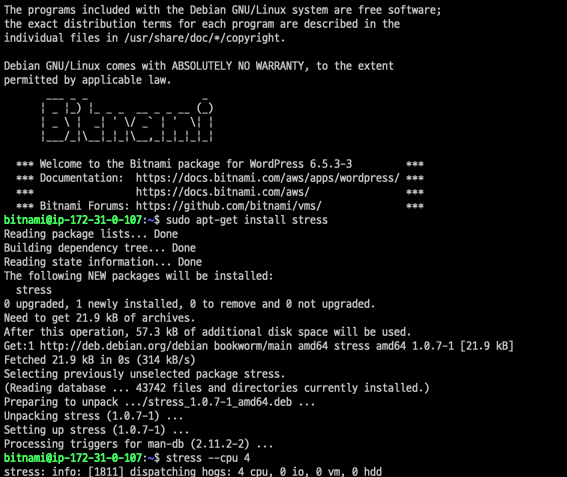 The programs included with the Debian GNU/Linux system are free software;
the exact distribution terms for each program are described in the
individual files in /usr/share/doc/*/copyright.

Debian GNU/Linux comes with ABSOLUTELY NO WARRANTY, to the extent
permitted by applicable law.
Bitnami
*** Welcome to the Bitnami package for WordPress 6.5.3-3 ***
*** Documentation: https://docs.bitnami.com/aws/apps/wordpress/ ***
*** https://docs.bitnami.com/aws/ ***
*** Bitnami Forums: https://github.com/bitnami/vms/ ***
bitnami@ip-172-31-0-107:~$ sudo apt-get install stress
Reading package lists... Done
Building dependency tree... Done
Reading state information... Done
The following NEW packages will be installed:
stress
0 upgraded, 1 newly installed, 0 to remove and 0 not upgraded.
Need to get 21.9 kB of archives.
After this operation, 57.3 kB of additional disk space will be used.
Get:1 http://deb.debian.org/debian bookworm/main amd64 stress amd64 1.0.7-1 [21.9 kB]
Fetched 21.9 kB in 0s (314 kB/s)
Selecting previously unselected package stress.
(Reading database ... 43742 files and directories currently installed.)
Preparing to unpack .../stress_1.0.7-1_amd64.deb ...
Unpacking stress (1.0.7-1) ...
Setting up stress (1.0.7-1) ...
Processing triggers for man-db (2.11.2-2) ...
bitnami@ip-172-31-0-107:~$ stress --cpu 4
stress: info: [1811] dispatching hogs: 4 cpu, 0 io, 0 vm, 0 hdd